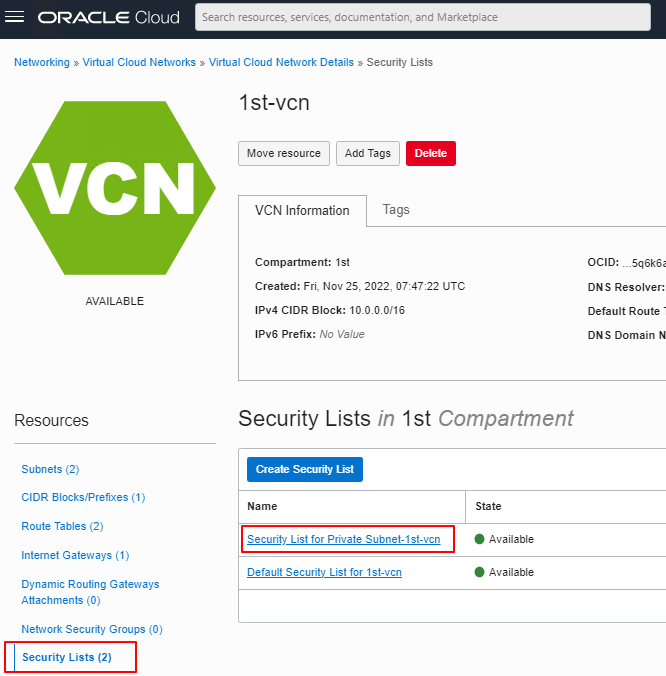 ORACLE Cloud
Search resources, services, documentation, and Marketplace
Networking » Virtual Cloud Networks » Virtual Cloud Network Details » Security Lists
VCN
AVAILABLE
1st-vcn
Move resource
Add Tags
Delete
VCN Information
Tags
Compartment: 1st
Created: Fri, Nov 25, 2022, 07:47:22 UTC
IPv4 CIDR Block: 10.0.0.0/16
IPv6 Prefix: No Value
OCID: ...5q6k6a
DNS Resolver:
Default Route
DNS Domain
Resources
Subnets (2)
CIDR Blocks/Prefixes (1)
Route Tables (2)
Internet Gateways (1)
Dynamic Routing Gateways
Attachments (0)
Network Security Groups (0)
Security Lists (2)
Security Lists in 1st Compartment
Create Security List
Name
State
Security List for Private Subnet-1st-vcn
Available
Default Security List for 1st-vcn
Available